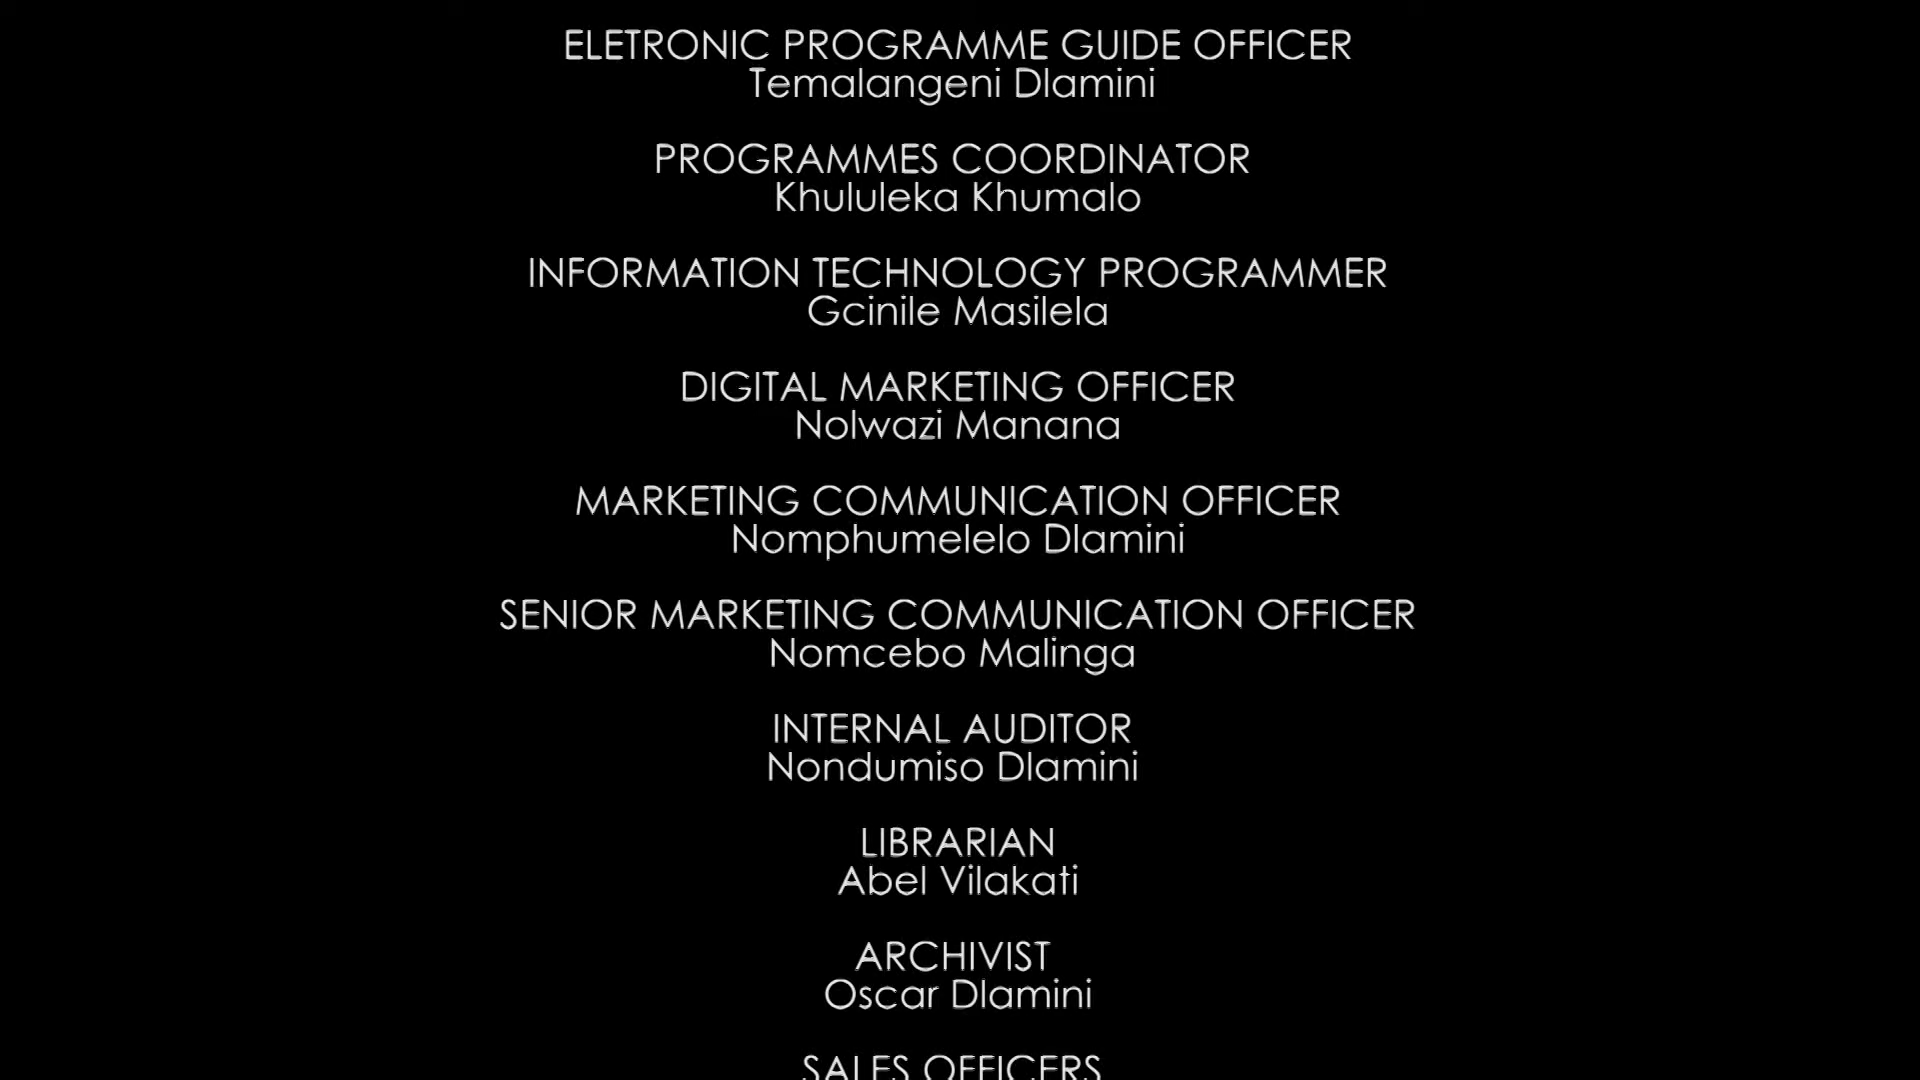 ELETRONIC PROGRAMME GUIDE OFFICER
Temalangeni Dlamini
PROGRAMMES COORDINATOR
Khululeka Khumalo
INFORMATION TECHNOLOGY PROGRAMMER
Gcinile Masilela
DIGITAL MARKETING OFFICER
Nolwazi Manana
MARKETING COMMUNICATION OFFICER
Nomphumelelo Dlamini
SENIOR MARKETING COMMUNICATION OFFICER
Nomcebo Malinga
INTERNAL AUDITOR
Nondumiso Dlamini
LIBRARIAN
Abel Vilakati
ARCHIVIST
Oscar Dlamini
SALES OFFICERS